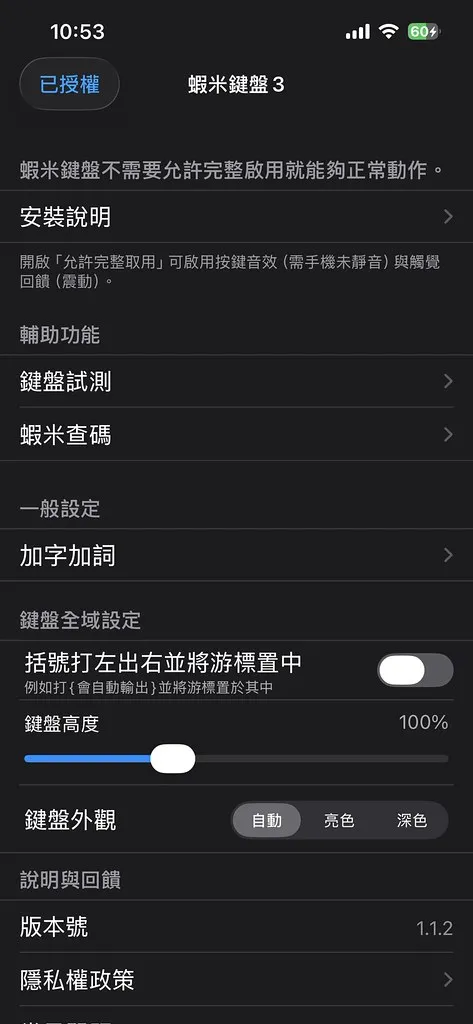 10:53
60
已授權
蝦米鍵盤3
蝦米鍵盤不需要允許完整啟用就能夠正常動作。
安裝說明
開啟「允許完整取用」可啟用按鍵音效（需手機未靜音）與觸覺
回饋（震動）。
輔助功能
鍵盤試測
蝦米查碼
一般設定
加字加詞
鍵盤全域設定
括號打左出右並將游標置中
例如打{會自動輸出}並將游標置於其中
鍵盤高度
100%
鍵盤外觀
自動
亮色
深色
說明與回饋
版本號
1.1.2
隱私權政策